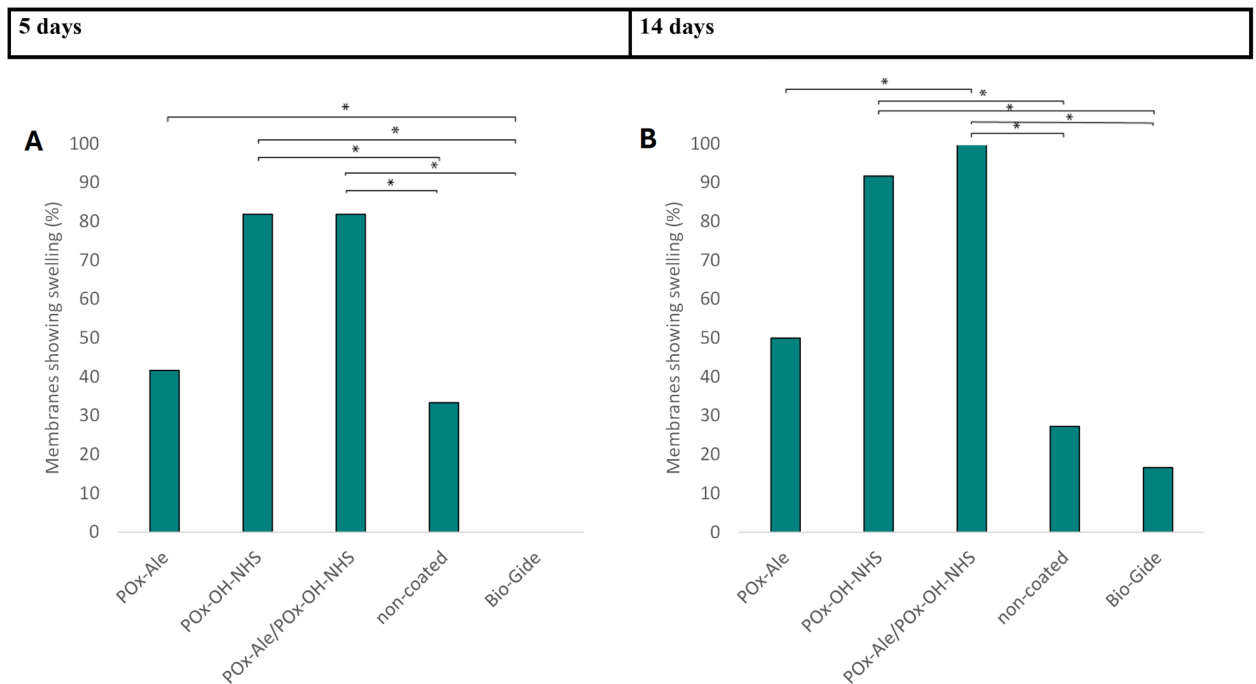 5 days
14 days
A
*
*
*
*
*
Membranes showing swelling (%)
100
90
80
70
60
50
40
30
20
10
0
POx-Ale
POx-OH-NHS
POx-Ale/POx-OH-NHS
non-coated
Bio-Gide
B
*
*
*
*
*
Membranes showing swelling (%)
100
90
80
70
60
50
40
30
20
10
0
POx-Ale
POx-OH-NHS
POx-Ale/POx-OH-NHS
non-coated
Bio-Gide